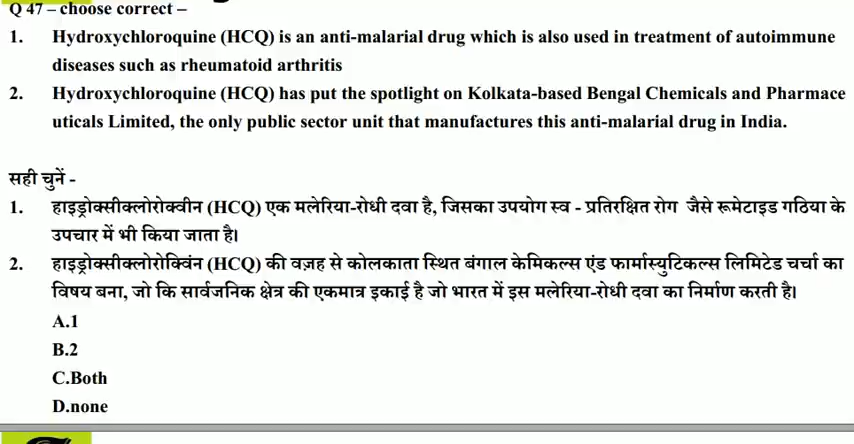 Q 47 – choose correct –
1. Hydroxychloroquine (HCQ) is an anti-malarial drug which is also used in treatment of autoimmune
diseases such as rheumatoid arthritis
2. Hydroxychloroquine (HCQ) has put the spotlight on Kolkata-based Bengal Chemicals and Pharmace
uticals Limited, the only public sector unit that manufactures this anti-malarial drug in India.
सही चुनें -
1. हाइड्रोक्सीक्लोरोक्वीन (HCQ) एक मलेरिया-रोधी दवा है, जिसका उपयोग स्व - प्रतिरक्षित रोग जैसे रूमेटाइड गठिया के
उपचार में भी किया जाता है।
2. हाइड्रोक्सीक्लोरोक्विंन (HCQ) की वज़ह से कोलकाता स्थित बंगाल केमिकल्स एंड फार्मास्युटिकल्स लिमिटेड चर्चा का
विषय बना, जो कि सार्वजनिक क्षेत्र की एकमात्र इकाई है जो भारत में इस मलेरिया-रोधी दवा का निर्माण करती है।
A.1
B.2
C.Both
D.none